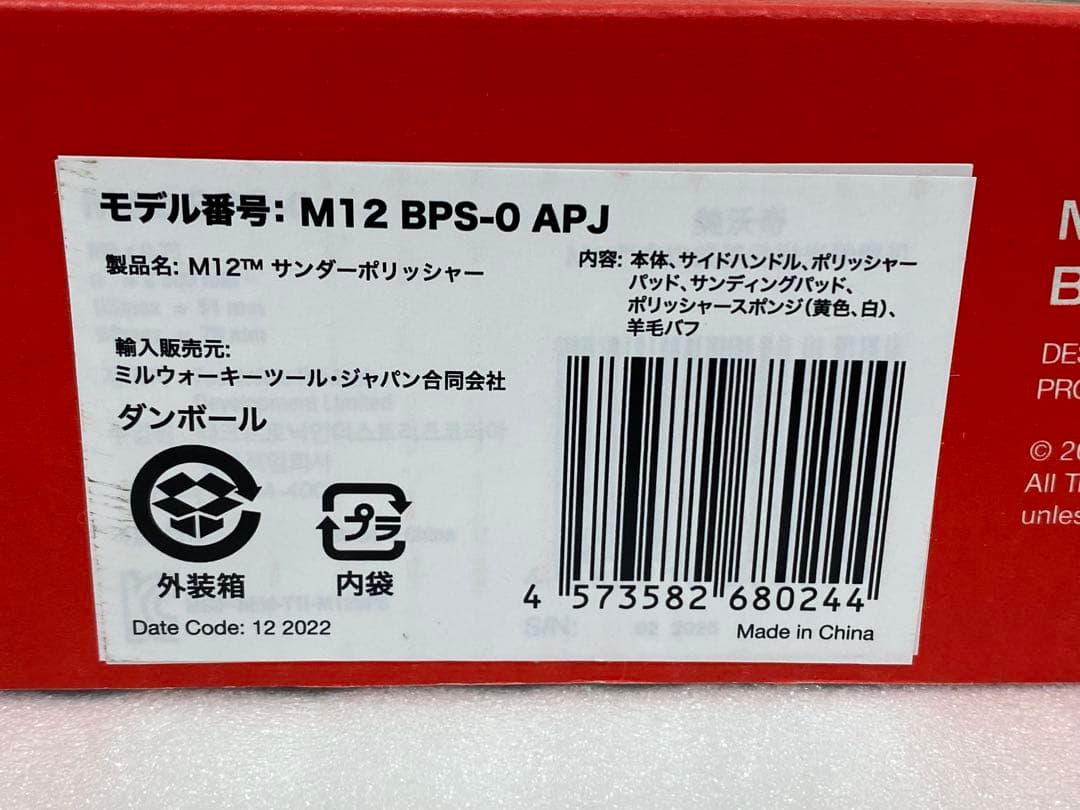 モデル番号: M12 BPS-0 APJ
製品名: M12™ サンダーポリッシャー
輸入販売元:
ミルウォーキーツール・ジャパン合同会社
ダンボール
プラ
外装箱
内袋
Date Code: 12 2022
内容: 本体、サイドハンドル、ポリッシャー
パッド、サンディングパッド、
ポリッシャースポンジ(黄色、白)、
羊毛バフ
4 573582 680244
Made in China
M
B
DES
PRO
© 20
All T
unles